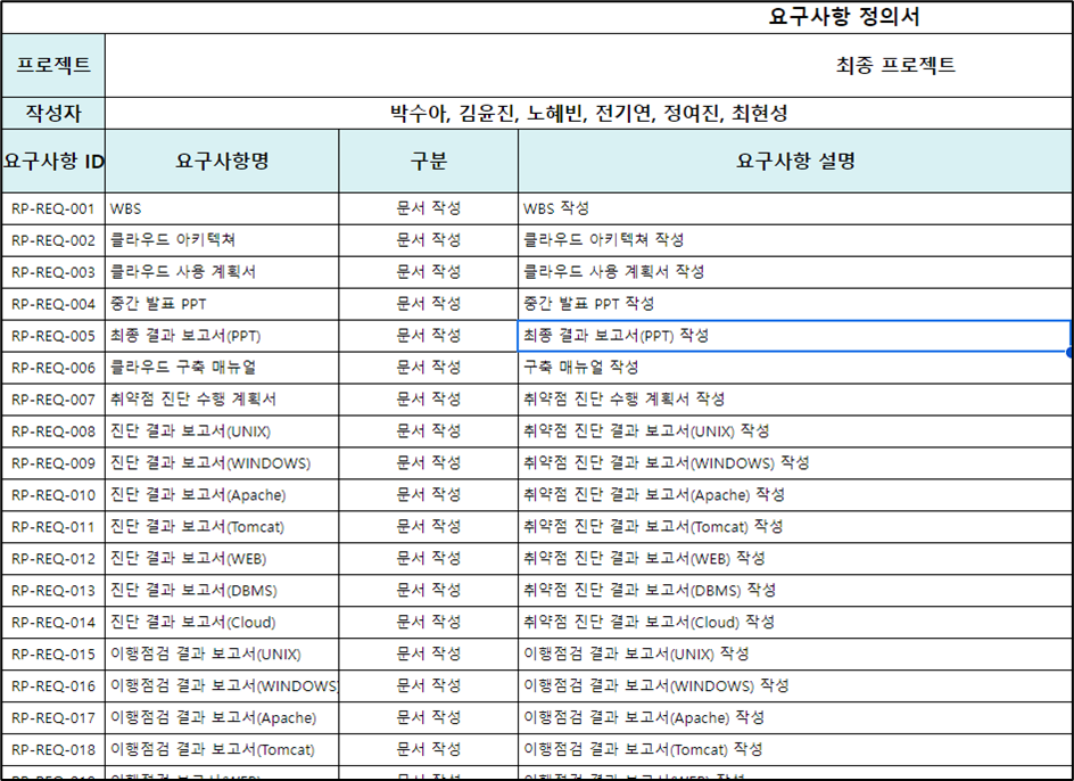 요구사항 정의서
프로젝트 최종 프로젝트
작성자 박수아, 김윤진, 노혜빈, 전기연, 정여진, 최현성
요구사항 ID 요구사항명 구분 요구사항 설명
RP-REQ-001 WBS 문서 작성 WBS 작성
RP-REQ-002 클라우드 아키텍쳐 문서 작성 클라우드 아키텍쳐 작성
RP-REQ-003 클라우드 사용 계획서 문서 작성 클라우드 사용 계획서 작성
RP-REQ-004 중간 발표 PPT 문서 작성 중간 발표 PPT 작성
RP-REQ-005 최종 결과 보고서(PPT) 문서 작성 최종 결과 보고서(PPT) 작성
RP-REQ-006 클라우드 구축 매뉴얼 문서 작성 구축 매뉴얼 작성
RP-REQ-007 취약점 진단 수행 계획서 문서 작성 취약점 진단 수행 계획서 작성
RP-REQ-008 진단 결과 보고서(UNIX) 문서 작성 취약점 진단 결과 보고서(UNIX) 작성
RP-REQ-009 진단 결과 보고서(WINDOWS) 문서 작성 취약점 진단 결과 보고서(WINDOWS) 작성
RP-REQ-010 진단 결과 보고서(Apache) 문서 작성 취약점 진단 결과 보고서(Apache) 작성
RP-REQ-011 진단 결과 보고서(Tomcat) 문서 작성 취약점 진단 결과 보고서(Tomcat) 작성
RP-REQ-012 진단 결과 보고서(WEB) 문서 작성 취약점 진단 결과 보고서(WEB) 작성
RP-REQ-013 진단 결과 보고서(DBMS) 문서 작성 취약점 진단 결과 보고서(DBMS) 작성
RP-REQ-014 진단 결과 보고서(Cloud) 문서 작성 취약점 진단 결과 보고서(Cloud) 작성
RP-REQ-015 이행점검 결과 보고서(UNIX) 문서 작성 이행점검 결과 보고서(UNIX) 작성
RP-REQ-016 이행점검 결과 보고서(WINDOWS) 문서 작성 이행점검 결과 보고서(WINDOWS) 작성
RP-REQ-017 이행점검 결과 보고서(Apache) 문서 작성 이행점검 결과 보고서(Apache) 작성
RP-REQ-018 이행점검 결과 보고서(Tomcat) 문서 작성 이행점검 결과 보고서(Tomcat) 작성